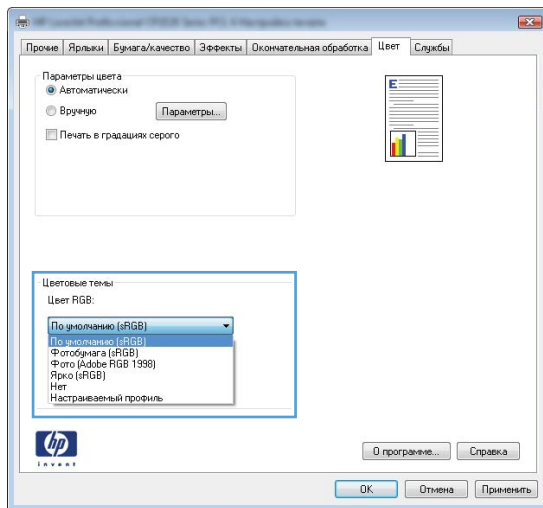 Прочие Ярлыки Бумага/качество Эффекты Окончательная обработка Цвет Службы
Параметры цвета
Автоматически
Вручную Параметры...
Печать в градациях серого
E
Цветовые темы
Цвет RGB:
По умолчанию (sRGB)
По умолчанию (sRGB)
Фотобумага (sRGB)
Фото (Adobe RGB 1998)
Ярко (sRGB)
Нет
Настраиваемый профиль
hp
invent
О программе... Справка
OK Отмена Применить